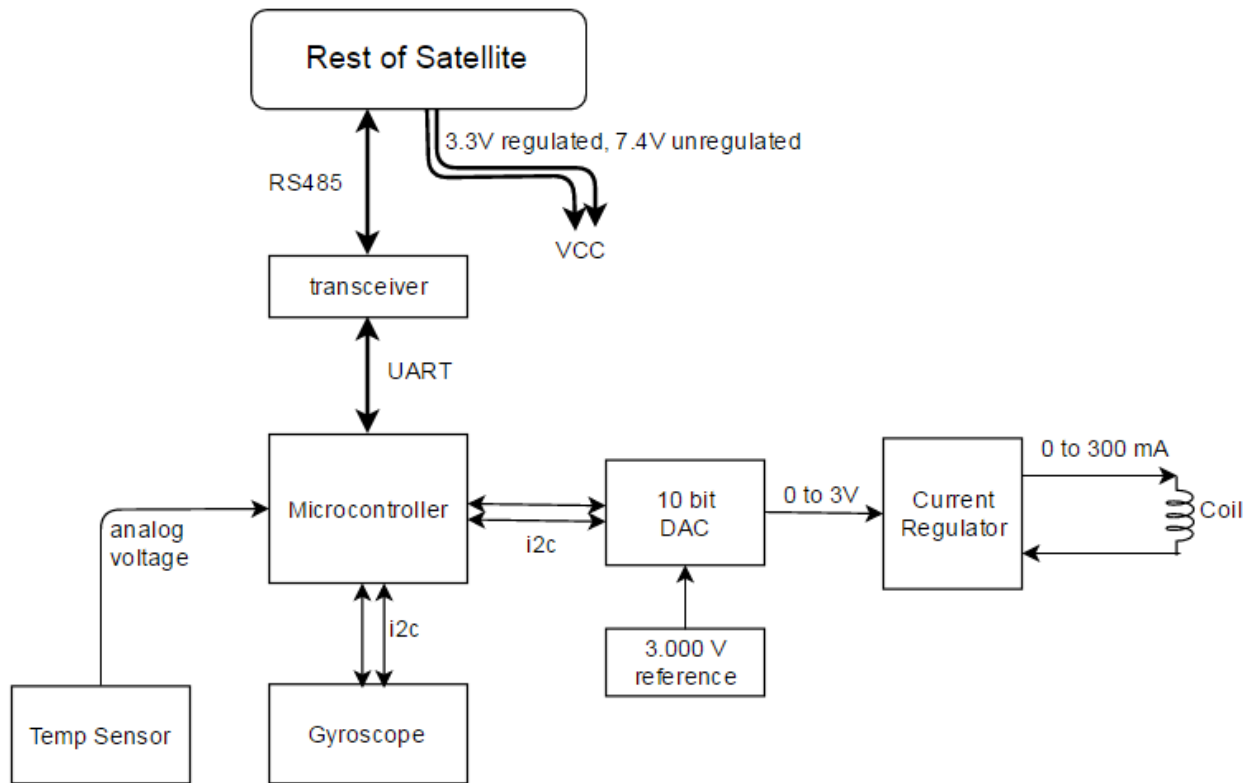 Rest of Satellite
3.3V regulated, 7.4V unregulated
RS485
VCC
transceiver
UART
Microcontroller
analog
voltage
i2c
10 bit
DAC
0 to 3V
Current
Regulator
0 to 300 mA
Coil
i2c
3.000 V
reference
Temp Sensor
Gyroscope